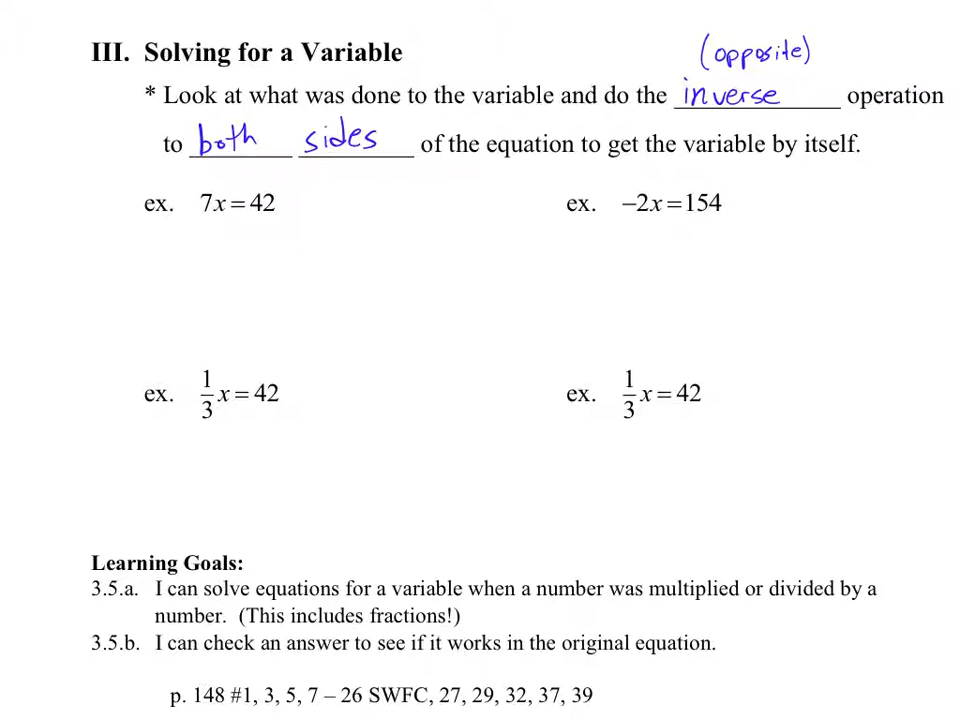 III. Solving for a Variable
(opposite)
* Look at what was done to the variable and do the inverse operation
to both sides of the equation to get the variable by itself.
ex. 7x = 42 ex. −2x = 154
ex. 1/3 x = 42 ex. 1/3 x = 42
Learning Goals:
3.5.a. I can solve equations for a variable when a number was multiplied or divided by a
number. (This includes fractions!)
3.5.b. I can check an answer to see if it works in the original equation.
p. 148 #1, 3, 5, 7 – 26 SWFC, 27, 29, 32, 37, 39